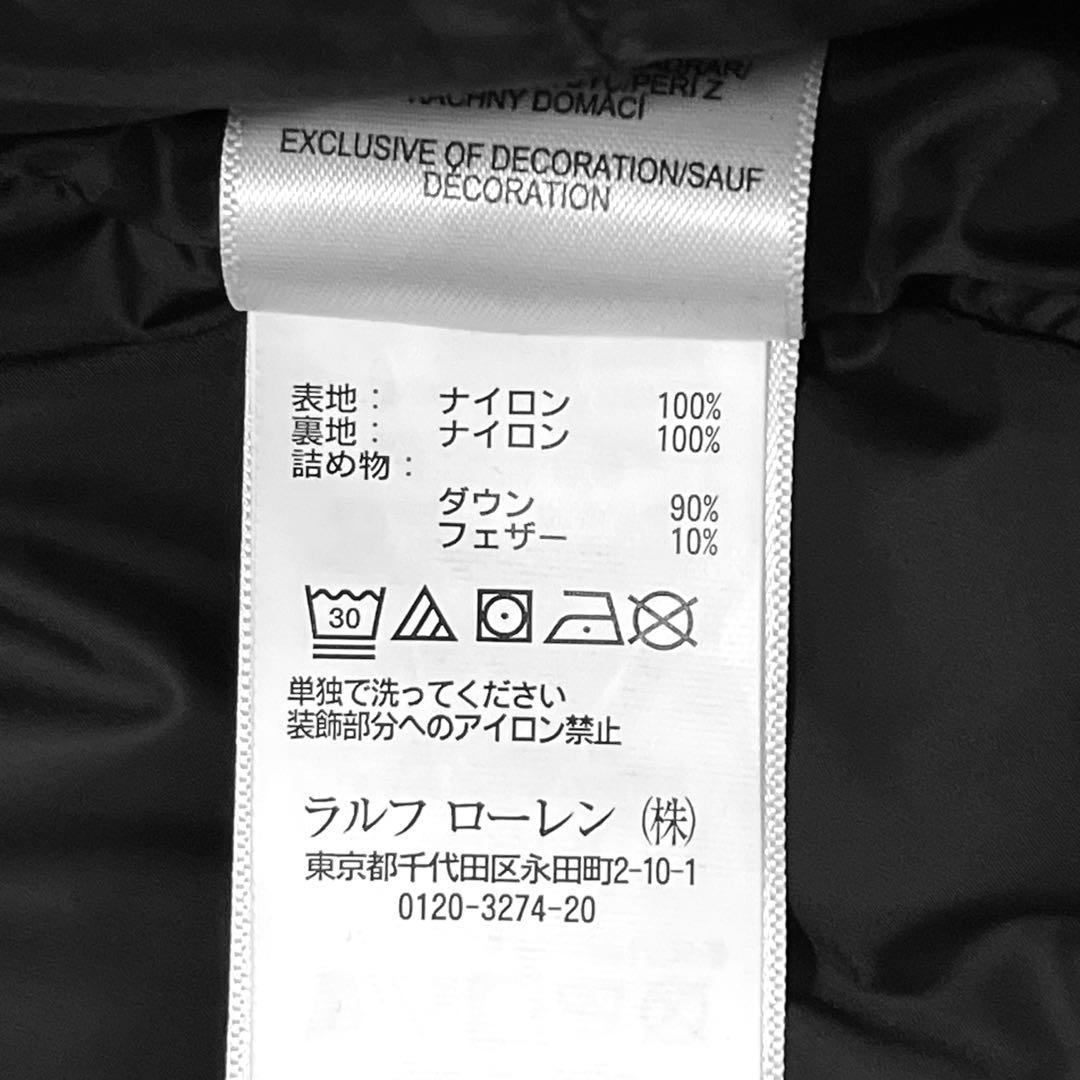 DOMACÍ
EXCLUSIVE OF DECORATION/SAUF
DÉCORATION
表地： ナイロン 100%
裏地： ナイロン 100%
詰め物：
ダウン 90%
フェザー 10%
30
単独で洗ってください
装飾部分へのアイロン禁止
ラルフ ローレン ㈱
東京都千代田区永田町2-10-1
0120-3274-20